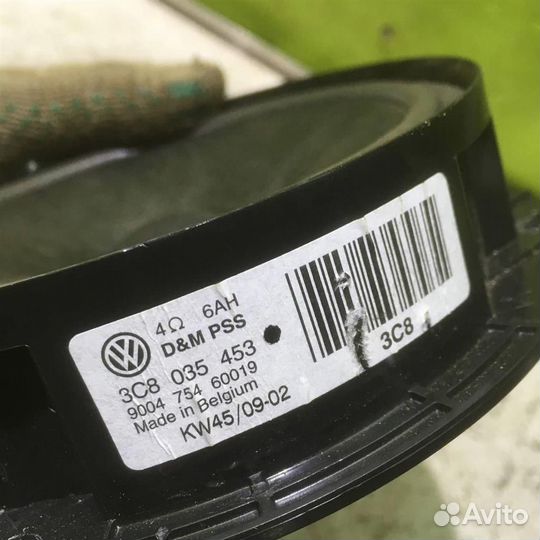 4Ω 6AH
D&M PSS
3C8 035 453
9004 754 60019
Made in Belgium
KW45/09-02
3C8
Avito